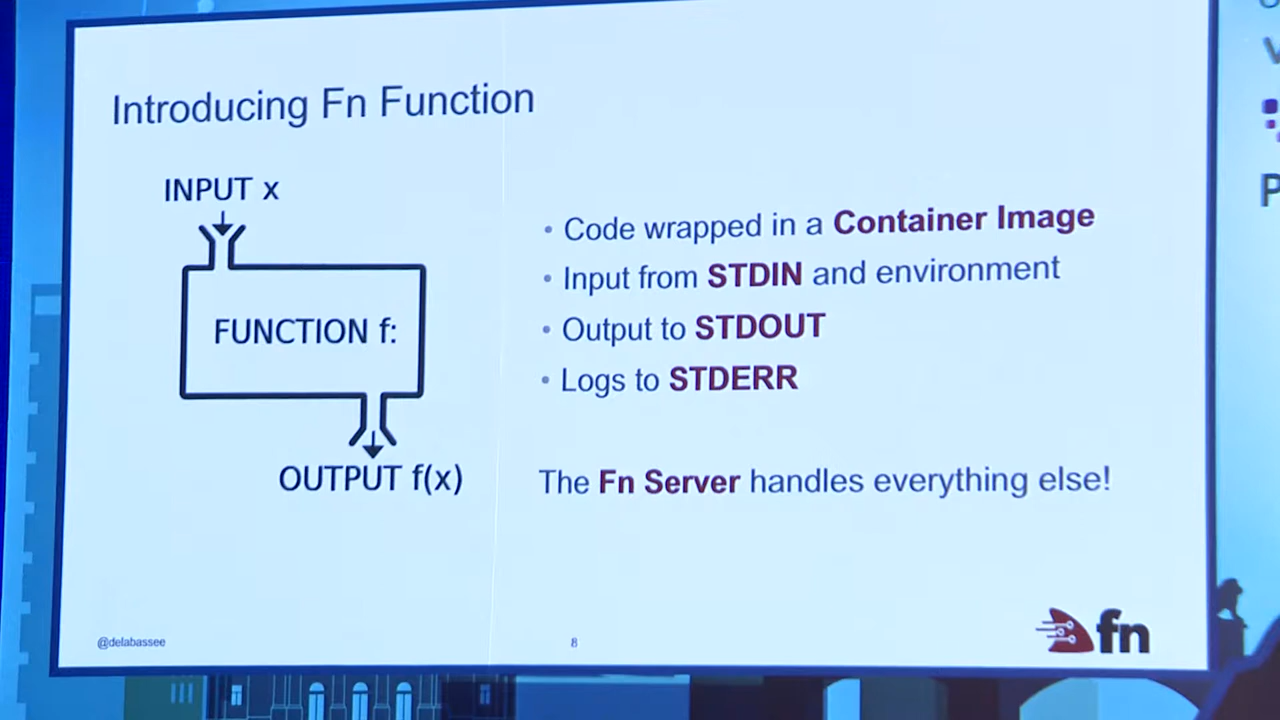 Introducing Fn Function
INPUT x
FUNCTION f:
OUTPUT f(x)
• Code wrapped in a Container Image
• Input from STDIN and environment
• Output to STDOUT
• Logs to STDERR
The Fn Server handles everything else!
@delabassee
8
fn